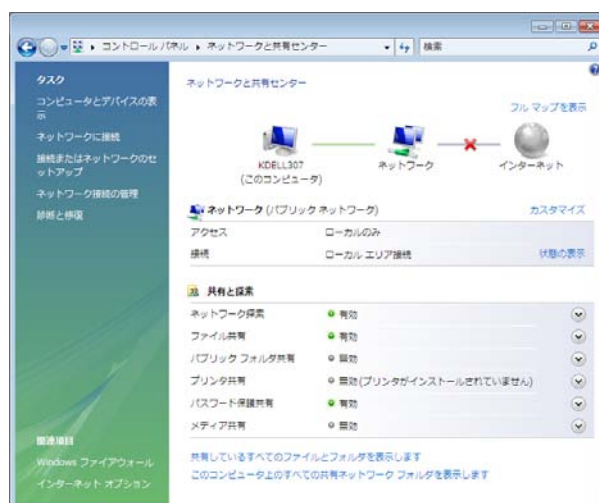 コントロール パネル ▸ ネットワークと共有センター
検索
タスク
コンピュータとデバイスの表
示
ネットワークに接続
接続またはネットワークのセ
ットアップ
ネットワーク接続の管理
診断と修復
ネットワークと共有センター
フル マップを表示
KDELL307
(このコンピュータ)
ネットワーク
インターネット
ネットワーク (パブリック ネットワーク)
カスタマイズ
アクセス ローカルのみ
接続 ローカル エリア接続 状態の表示
共有と探索
ネットワーク探索 有効
ファイル共有 有効
パブリック フォルダ共有 無効
プリンタ共有 無効(プリンタがインストールされていません)
パスワード保護共有 有効
メディア共有 無効
共有しているすべてのファイルとフォルダを表示します
このコンピュータ上のすべての共有ネットワーク フォルダを表示します
関連項目
Windows ファイアウォール
インターネット オプション